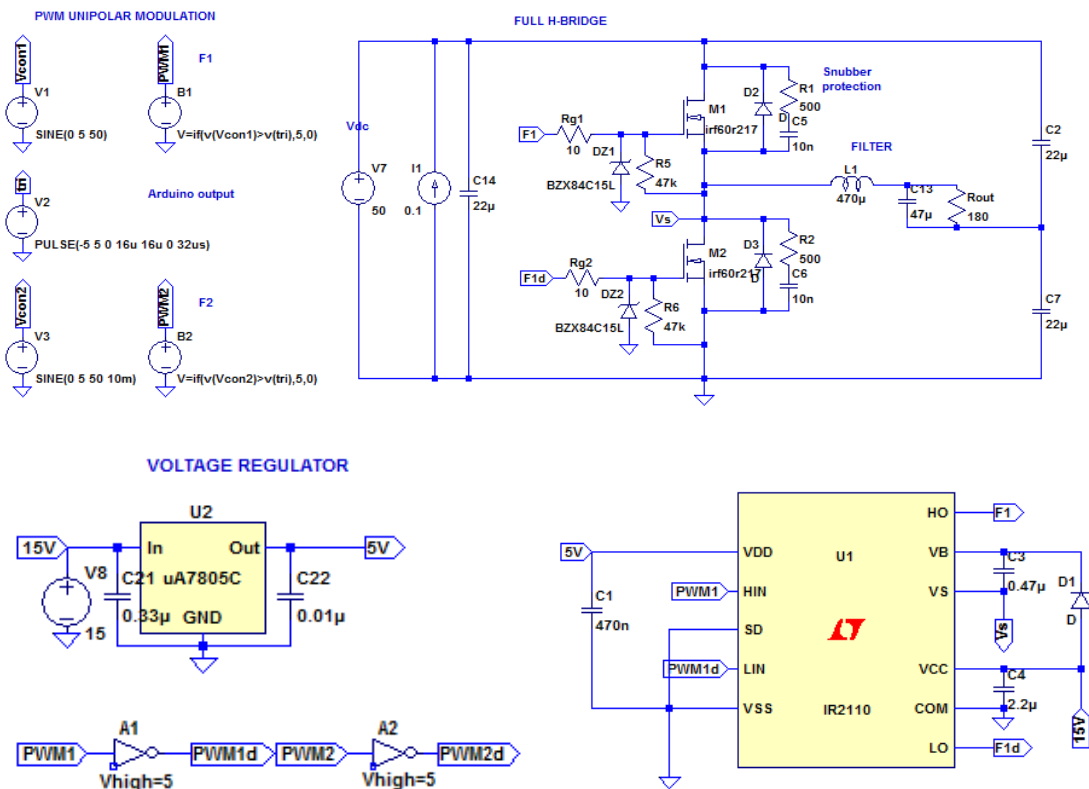 PWM UNIPOLAR MODULATION
Vcon1
V1
SINE(0 5 50)
PWM1
F1
B1
V=if(v(Vcon1)>v(tri),5,0)
tri
V2
Arduino output
PULSE(-5 5 0 16u 16u 0 32us)
Vcon2
V3
SINE(0 5 50 10m)
PWM2
F2
B2
V=if(v(Vcon2)>v(tri),5,0)
FULL H-BRIDGE
Vdc
V7
50
I1
0.1
C14
22µ
F1
Rg1
10
DZ1
BZX84C15L
R5
47k
M1
irf60r217
D2
D
Snubber
protection
R1
500
C5
10n
FILTER
L1
470µ
C13
47µ
Rout
180
C2
22µ
Vs
F1d
Rg2
10
DZ2
BZX84C15L
R6
47k
M2
irf60r217
D3
D
R2
500
C6
10n
C7
22µ
VOLTAGE REGULATOR
15V
V8
15
C21
0.33µ
U2
In
Out
uA7805C
GND
C22
0.01µ
5V
PWM1
A1
Vhigh=5
PWM1d
PWM2
A2
Vhigh=5
PWM2d
5V
C1
470n
PWM1
PWM1d
VDD
HIN
SD
LIN
VSS
U1
IR2110
HO
VB
VS
VCC
COM
LO
F1
C3
0.47µ
Vs
D1
D
C4
2.2µ
15V
F1d